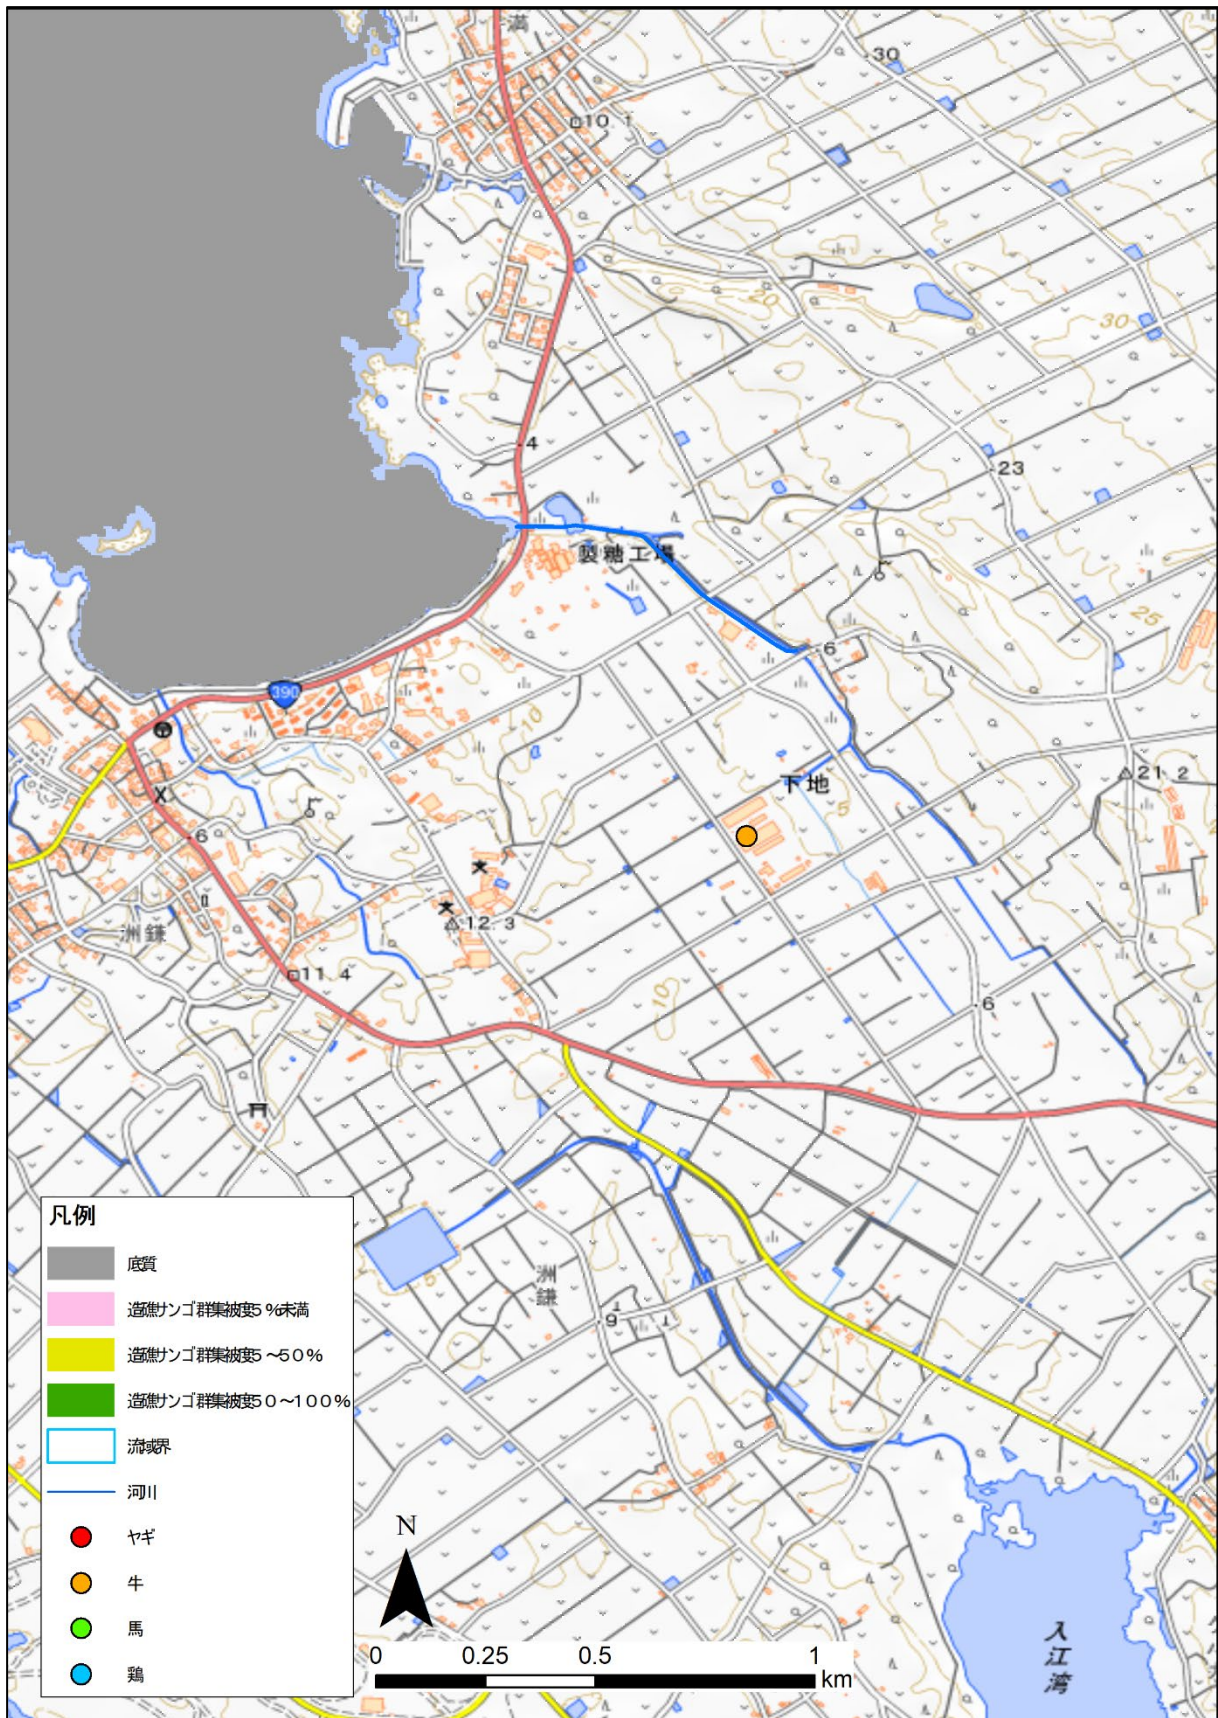 満
30
10.1
20
30
4
23
製糖工場
25
6
390
10
21.2
下地
5
6
12.3
洲鎌
11.4
10
6
凡例
底質
造礁サンゴ群集被度5%未満
造礁サンゴ群集被度5~50%
造礁サンゴ群集被度50~100%
流域界
河川
ヤギ
牛
馬
鶏
5
洲鎌
9
N
0 0.25 0.5 1
km
入江湾